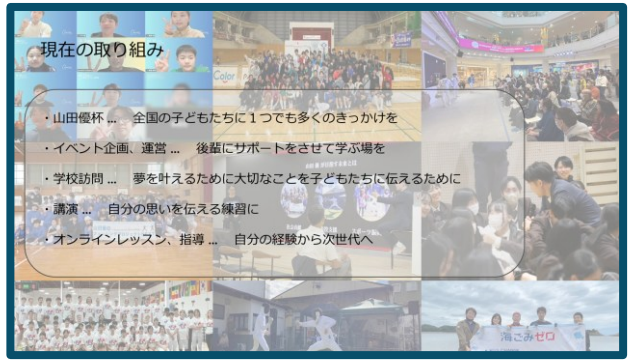 現在の取り組み
・山田優杯 … 全国の子どもたちに１つでも多くのきっかけを
・イベント企画、運営 … 後輩にサポートをさせて学ぶ場を
・学校訪問 … 夢を叶えるために大切なことを子どもたちに伝えるために
・講演 … 自分の思いを伝える練習に
・オンラインレッスン、指導 … 自分の経験から次世代へ
Color
海ごみゼロ